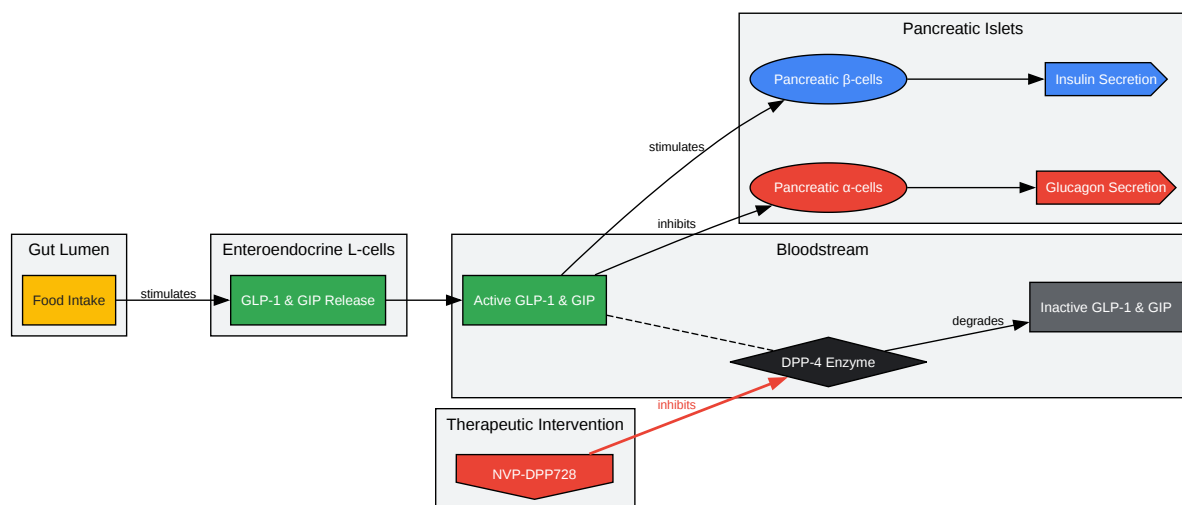 Pancreatic Islets
Pancreatic β-cells
Insulin Secretion
stimulates
Pancreatic α-cells
Glucagon Secretion
inhibits
Gut Lumen
Enteroendocrine L-cells
Bloodstream
Food Intake
stimulates
GLP-1 & GIP Release
Active GLP-1 & GIP
Inactive GLP-1 & GIP
degrades
DPP-4 Enzyme
inhibits
Therapeutic Intervention
NVP-DPP728